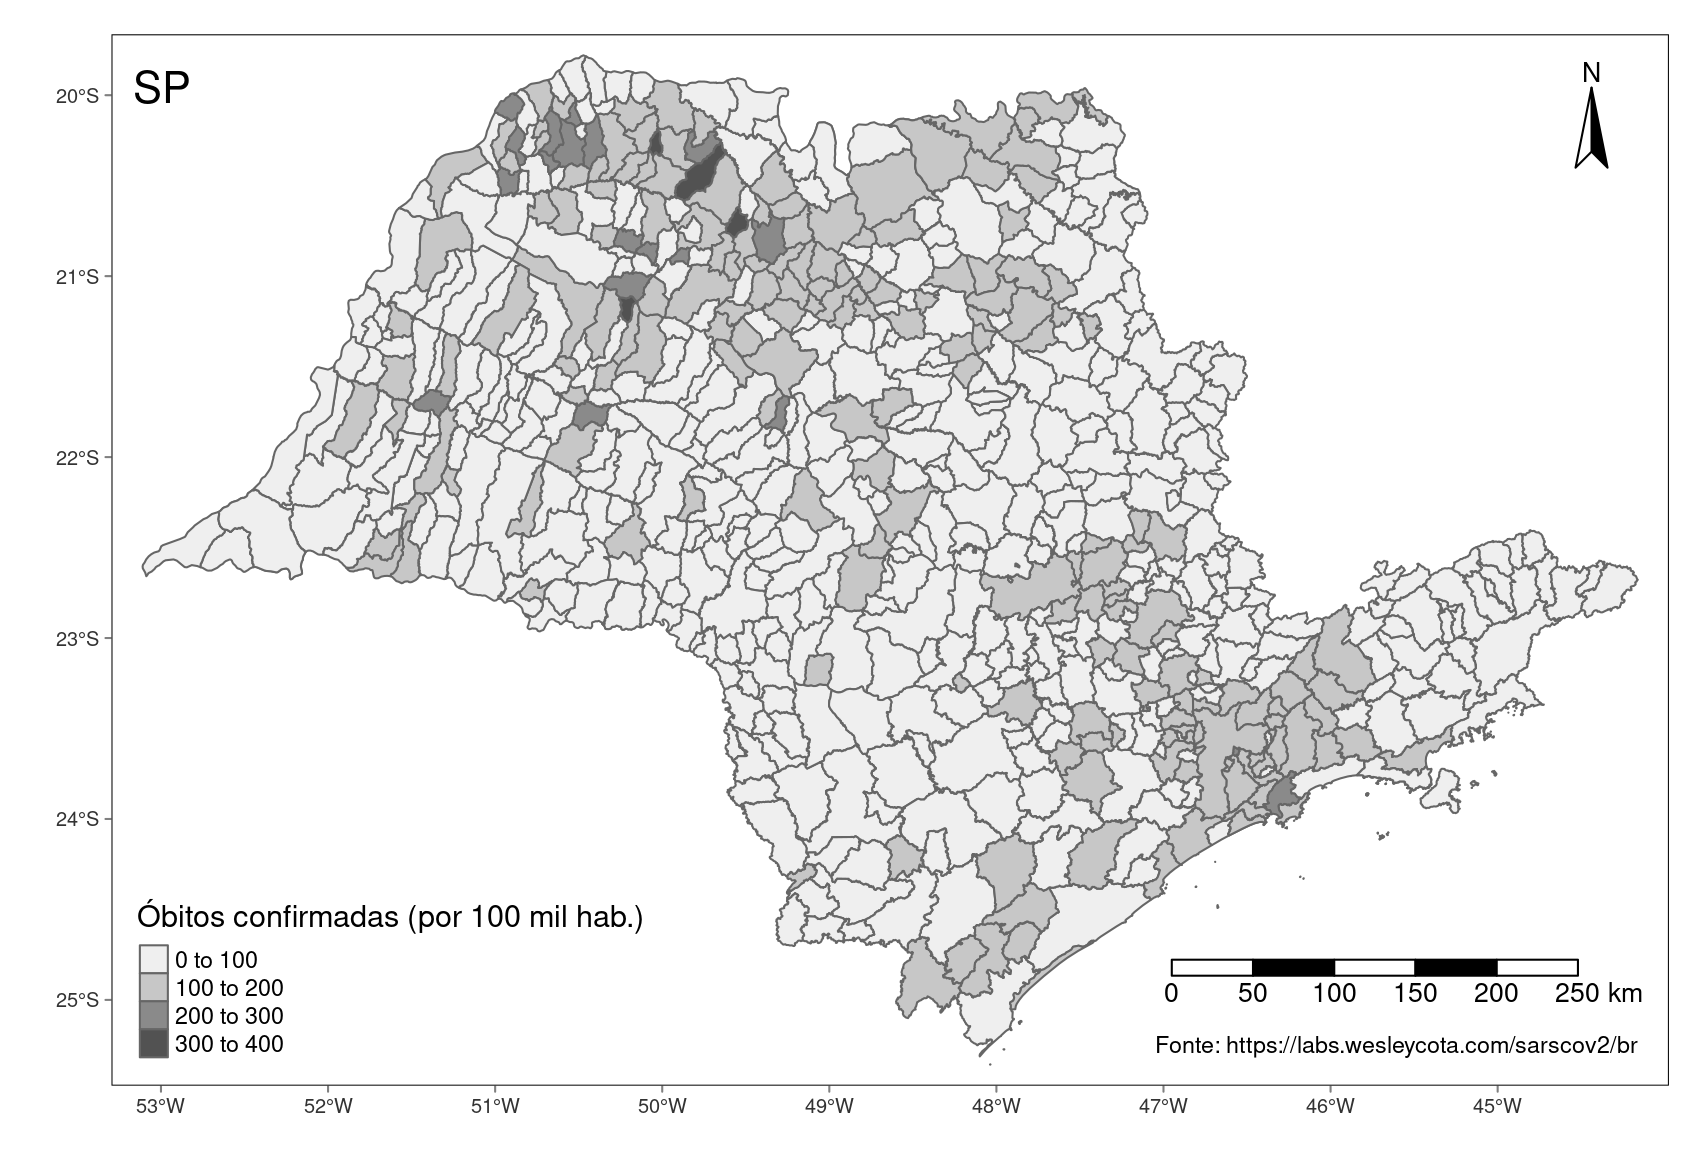 SP
N
20°S
21°S
22°S
23°S
24°S
25°S
Óbitos confirmadas (por 100 mil hab.)
0 to 100
100 to 200
200 to 300
300 to 400
0 50 100 150 200 250 km
Fonte: https://labs.wesleycota.com/sarscov2/br
53°W 52°W 51°W 50°W 49°W 48°W 47°W 46°W 45°W